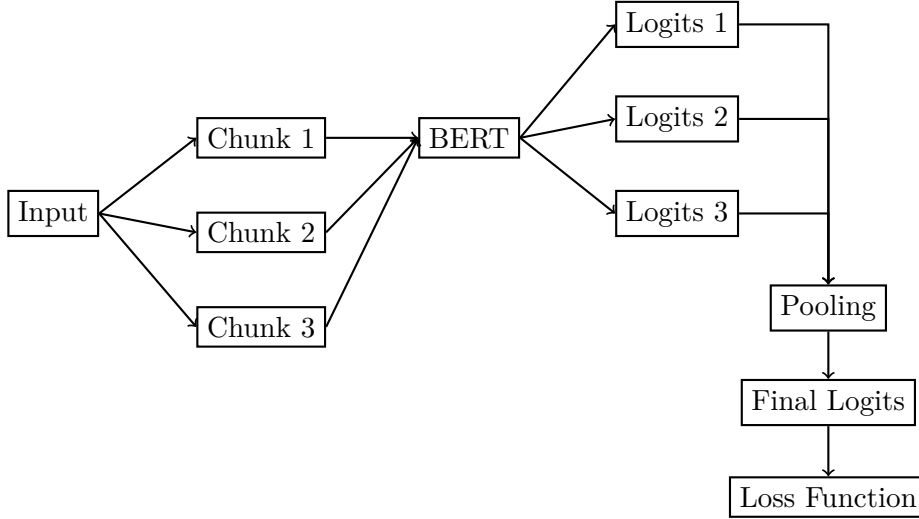 Input
Chunk 1
Chunk 2
Chunk 3
BERT
Logits 1
Logits 2
Logits 3
Pooling
Final Logits
Loss Function